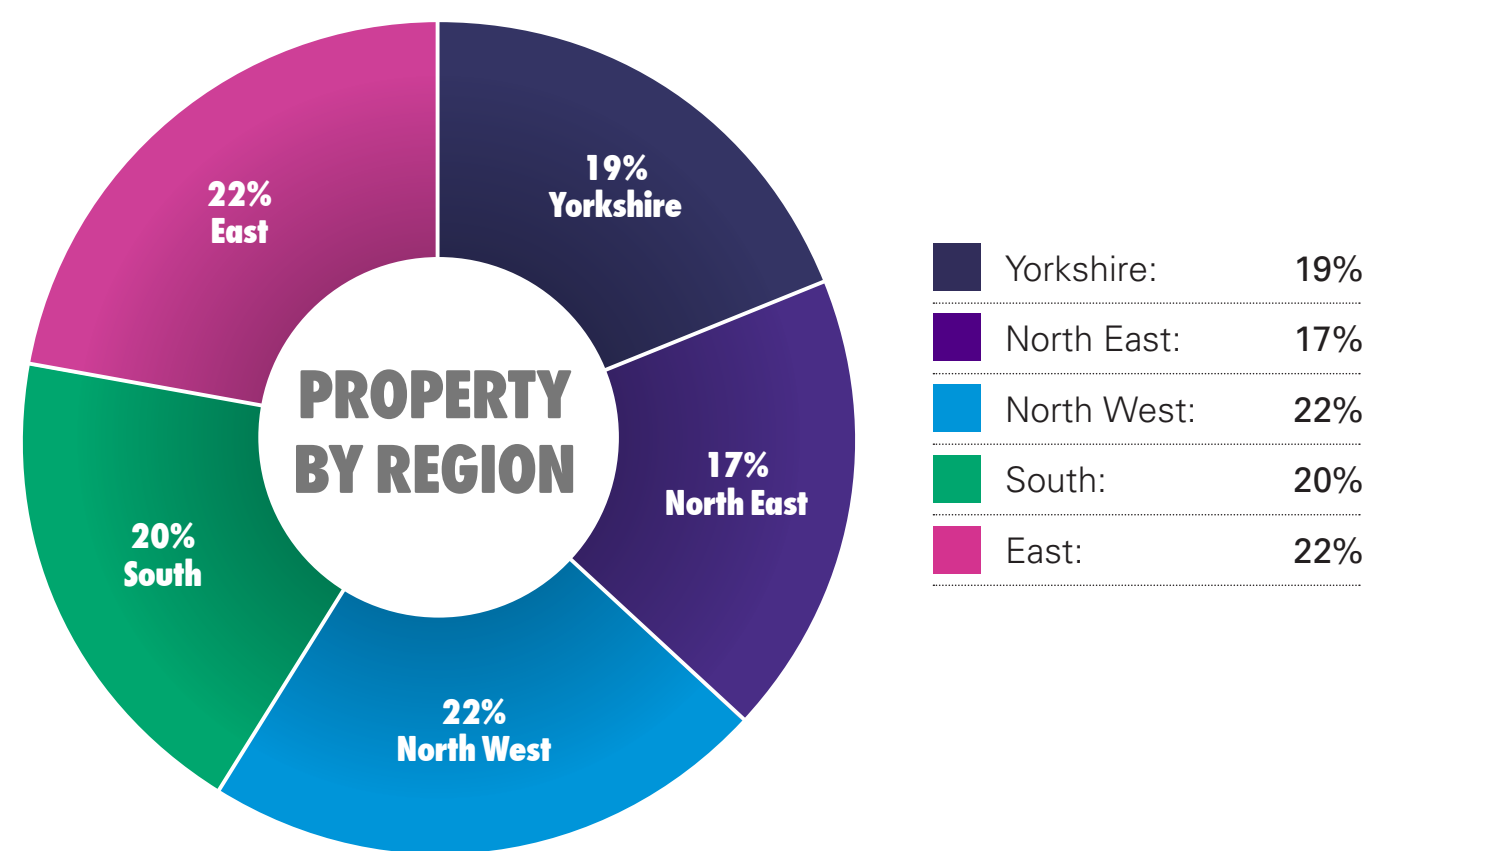 19%
Yorkshire
22%
East
PROPERTY
BY REGION
17%
North East
20%
South
22%
North West
Yorkshire: 19%
North East: 17%
North West: 22%
South: 20%
East: 22%